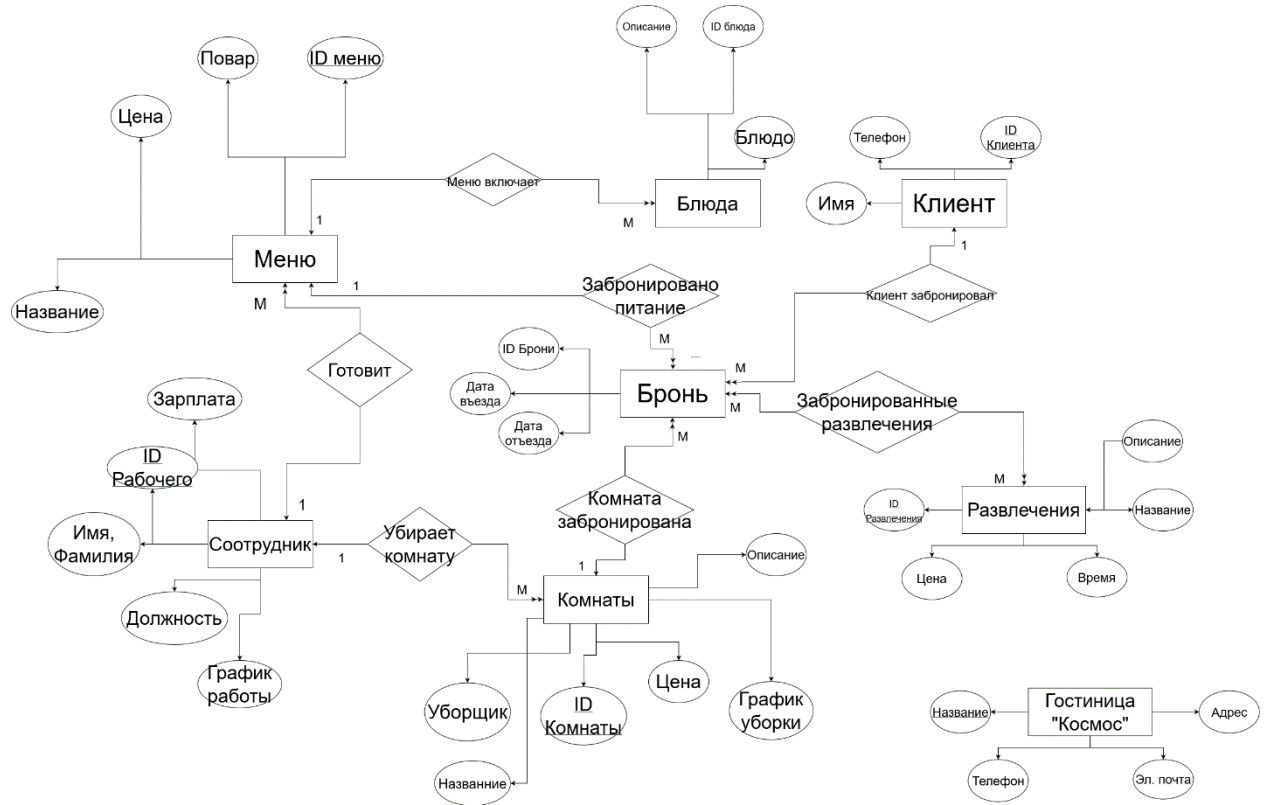 Описание
ID блюда
Повар
ID меню
Цена
Блюдо
Телефон
ID
Клиента
Меню включает
Блюда
Имя
Клиент
М
1
1
Меню
Название
М
1
Забронировано
питание
Клиент забронировал
М
ID Брони
М
Готовит
Дата
въезда
Бронь
М
Забронированные
развлечения
Зарплата
Дата
отъезда
М
Описание
ID
Рабочего
М
Комната
забронирована
ID
Развлечения
Развлечения
Название
1
Имя,
Фамилия
Соотрудник
1
Убирает
комнату
Описание
1
Цена
Время
М
Комнаты
Должность
График
работы
Цена
Уборщик
ID
Комнаты
График
уборки
Гостиница
"Космос"
Название
Адрес
Названние
Телефон
Эл. почта